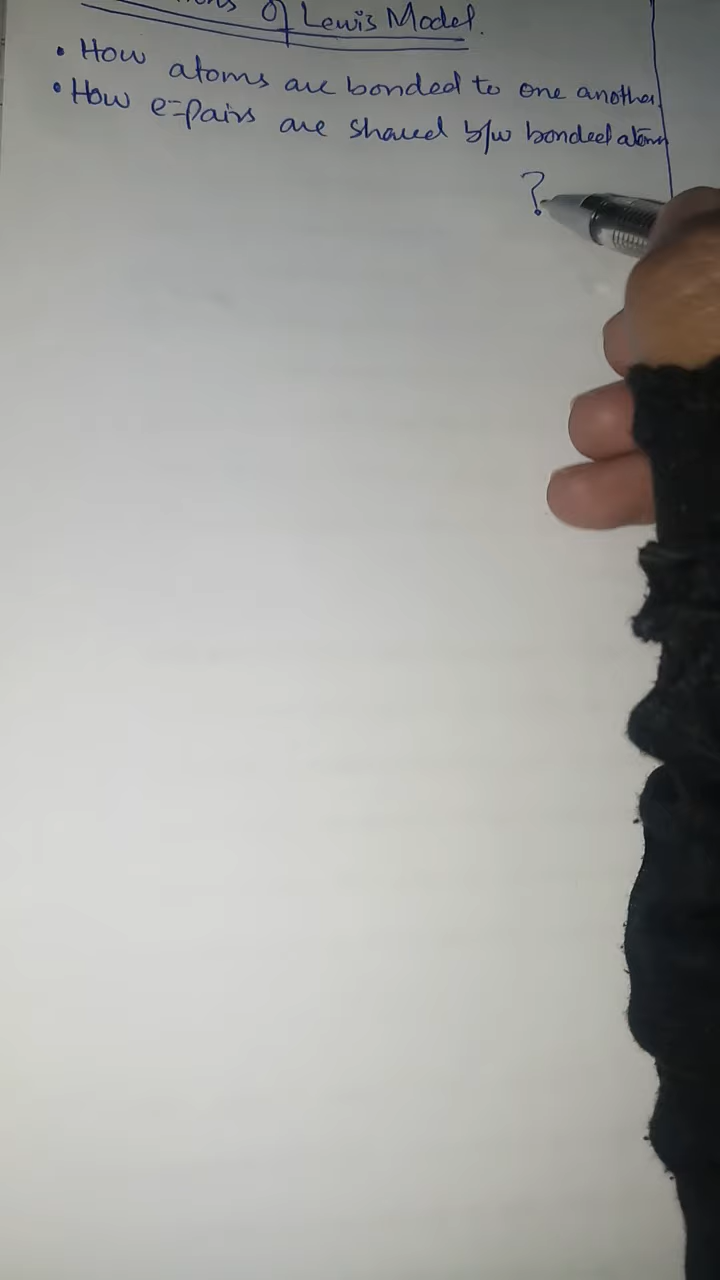 Of Lewis Model.
• How atoms are bonded to one another.
• How e-pairs are shared b/w bonded atoms
?